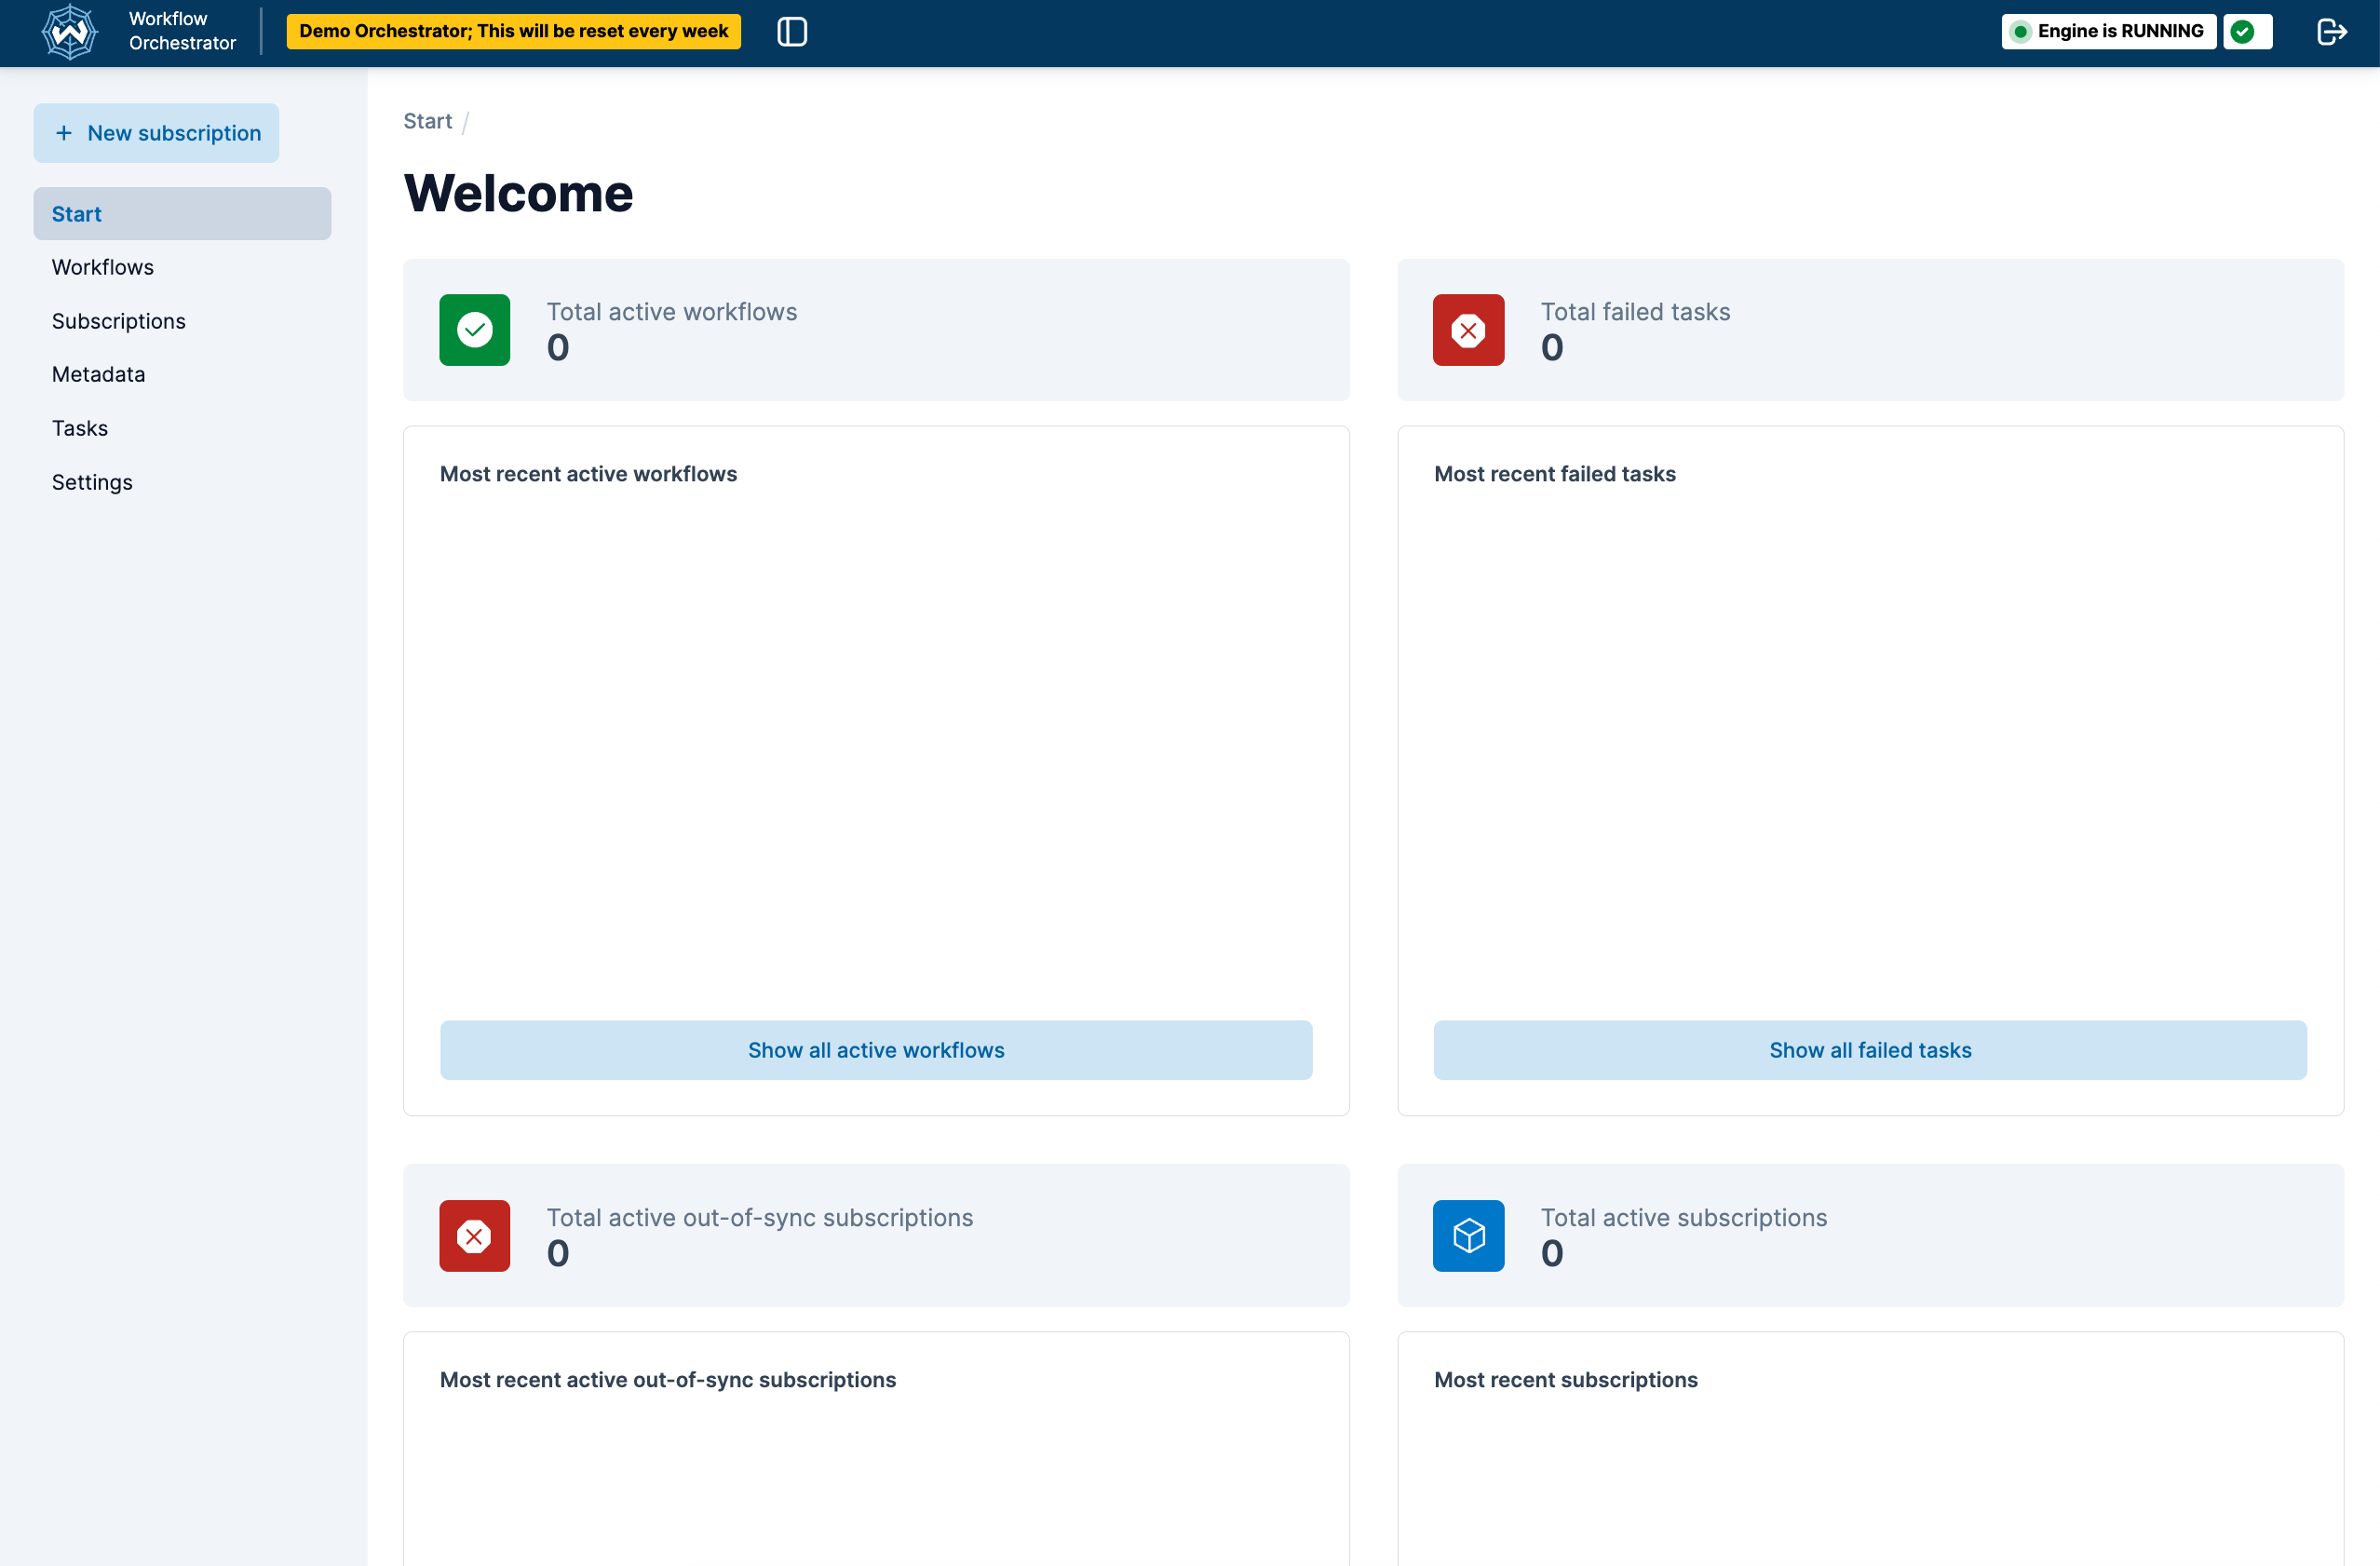 Workflow
Orchestrator
Demo Orchestrator; This will be reset every week
Engine is RUNNING
New subscription
Start
Workflows
Subscriptions
Metadata
Tasks
Settings
Start /
Welcome
Total active workflows
0
Total failed tasks
0
Most recent active workflows
Show all active workflows
Most recent failed tasks
Show all failed tasks
Total active out-of-sync subscriptions
0
Total active subscriptions
0
Most recent active out-of-sync subscriptions
Most recent subscriptions